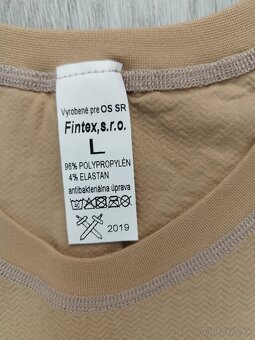 Vyrobené pre OS SR
Fintex,s.r.o.
L
96% POLYPROPYLÉN
4% ELASTAN
antibakteriálna úprava
2019